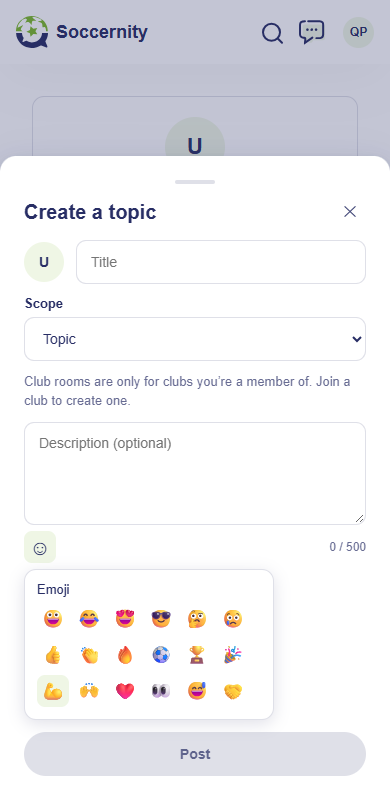 Soccernity
QP
U
Create a topic
U
Title
Scope
Topic
Club rooms are only for clubs you're a member of. Join a
club to create one.
Description (optional)
0 / 500
Emoji
Post